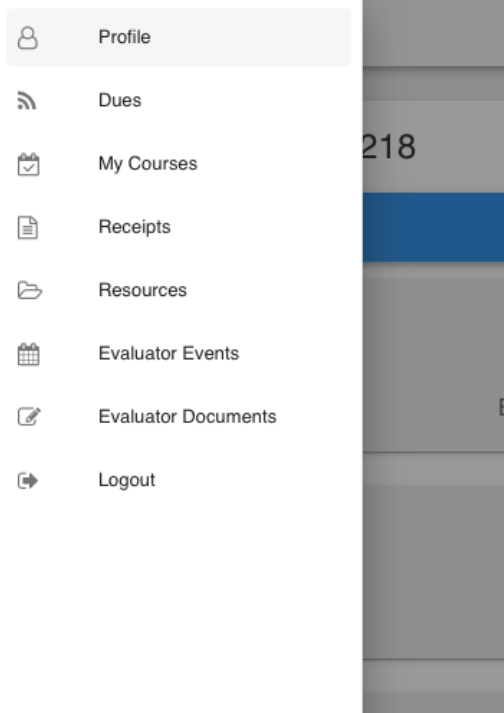 Profile
218
Dues
My Courses
Receipts
Resources
Evaluator Events
Evaluator Documents
Logout